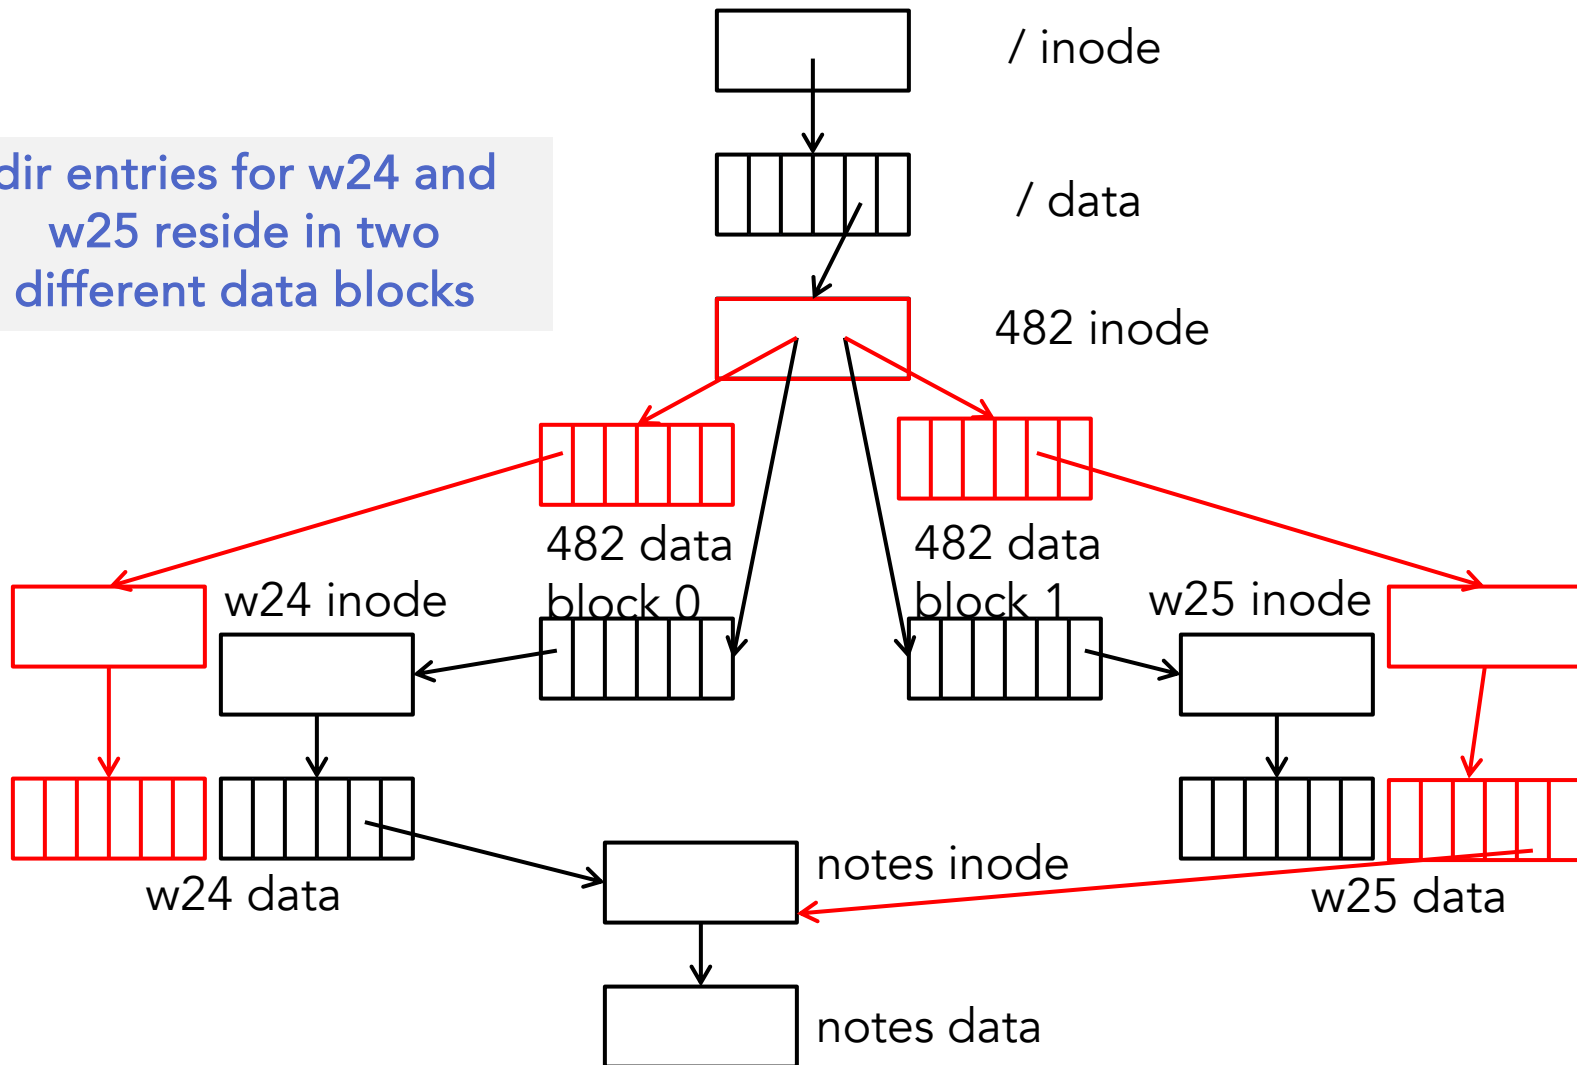 / inode
dir entries for w24 and
w25 reside in two
different data blocks
/ data
482 inode
482 data
block 0
482 data
block 1
w24 inode
w25 inode
w24 data
notes inode
w25 data
notes data